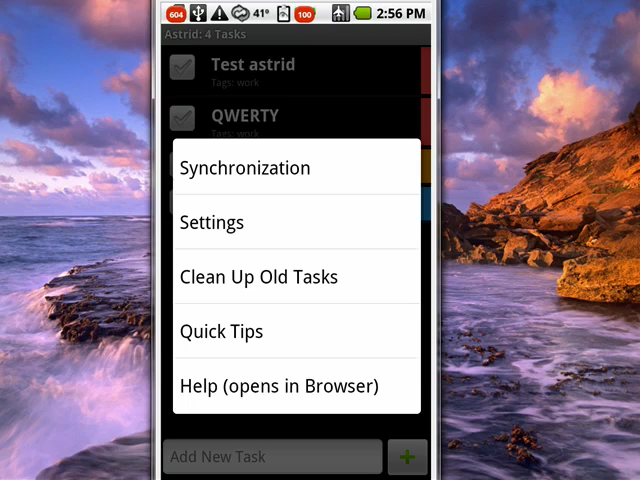 604 41° 100 2:56 PM
Astrid: 4 Tasks
Test astrid
Tags: work
QWERTY
Tags: work
Synchronization
Settings
Clean Up Old Tasks
Quick Tips
Help (opens in Browser)
Add New Task